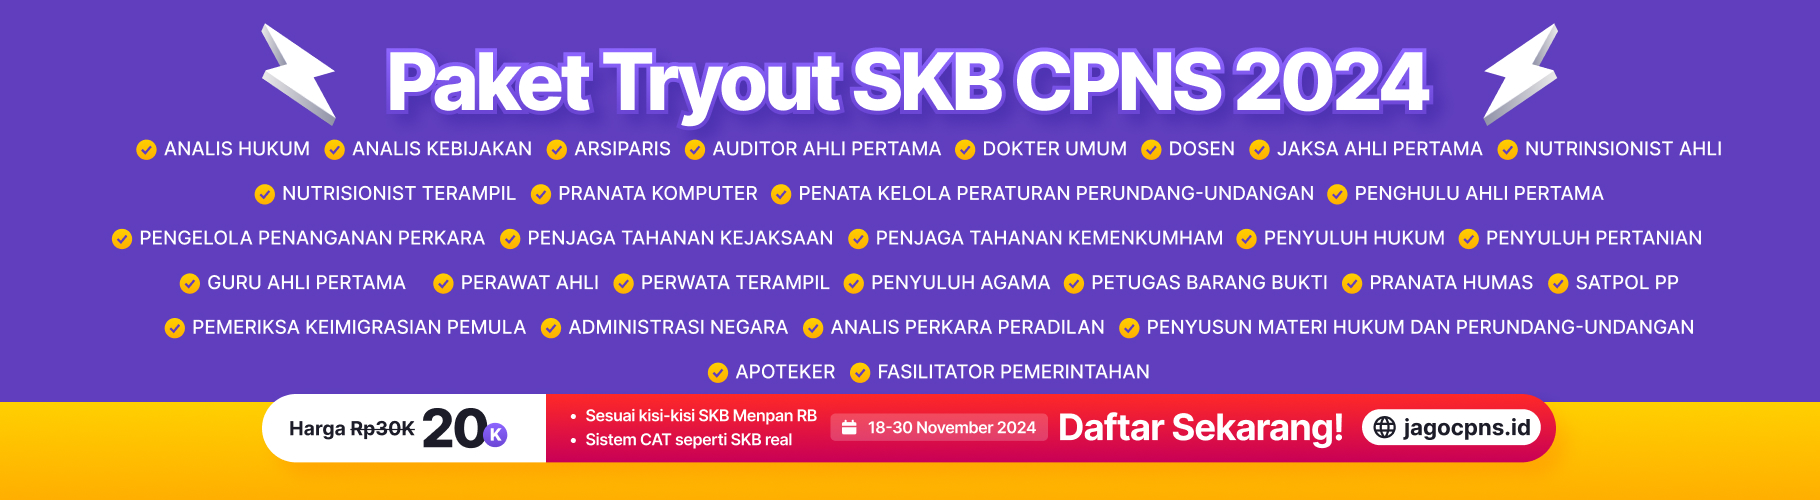 Paket Tryout SKB CPNS 2024
ANALIS HUKUM ANALIS KEBIJAKAN ARSIPARIS AUDITOR AHLI PERTAMA DOKTER UMUM DOSEN JAKSA AHLI PERTAMA NUTRINSIONIST AHLI
NUTRISIONIST TERAMPIL PRANATA KOMPUTER PENATA KELOLA PERATURAN PERUNDANG-UNDANGAN PENGHULU AHLI PERTAMA
PENGELOLA PENANGANAN PERKARA PENJAGA TAHANAN KEJAKSAAN PENJAGA TAHANAN KEMENKUMHAM PENYULUH HUKUM PENYULUH PERTANIAN
GURU AHLI PERTAMA PERAWAT AHLI PERWATA TERAMPIL PENYULUH AGAMA PETUGAS BARANG BUKTI PRANATA HUMAS SATPOL PP
PEMERIKSA KEIMIGRASIAN PEMULA ADMINISTRASI NEGARA ANALIS PERKARA PERADILAN PENYUSUN MATERI HUKUM DAN PERUNDANG-UNDANGAN
APOTEKER FASILITATOR PEMERINTAHAN
Harga Rp30K 20 K
• Sesuai kisi-kisi SKB Menpan RB
• Sistem CAT seperti SKB real
18-30 November 2024
Daftar Sekarang!
jagocpns.id